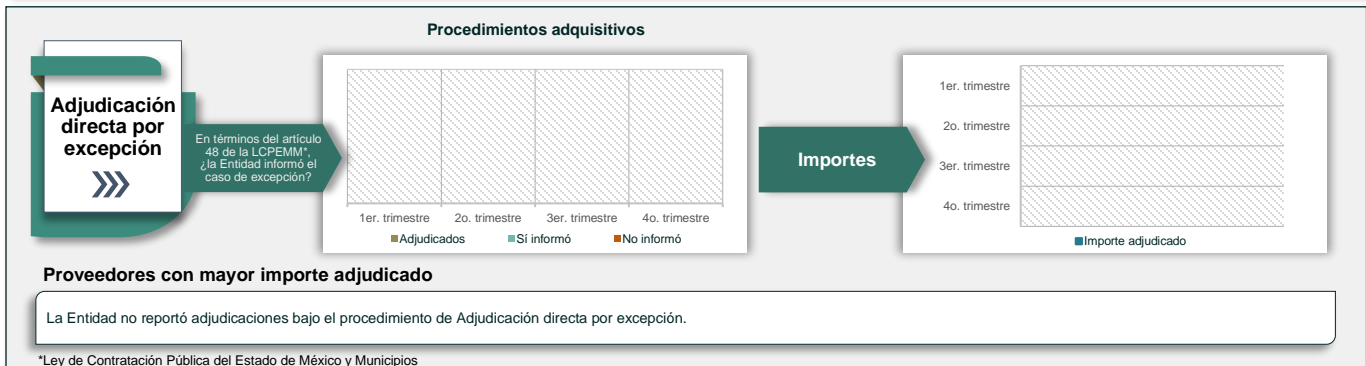 Procedimientos adquisitivos
Adjudicación
directa por
excepción
En términos del artículo
48 de la LCPEMM*,
¿la Entidad informó el
caso de excepción?
1er. trimestre 2o. trimestre 3er. trimestre 4o. trimestre
Adjudicados Sí informó No informó
Importes
1er. trimestre
2o. trimestre
3er. trimestre
4o. trimestre
Importe adjudicado
Proveedores con mayor importe adjudicado
La Entidad no reportó adjudicaciones bajo el procedimiento de Adjudicación directa por excepción.
*Ley de Contratación Pública del Estado de México y Municipios